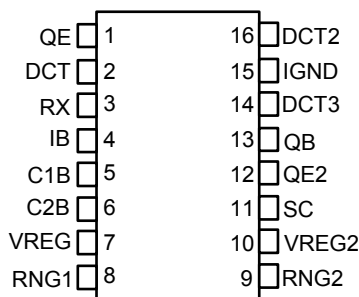 QE 1 16 DCT2
DCT 2 15 IGND
RX 3 14 DCT3
IB 4 13 QB
C1B 5 12 QE2
C2B 6 11 SC
VREG 7 10 VREG2
RNG1 8 9 RNG2